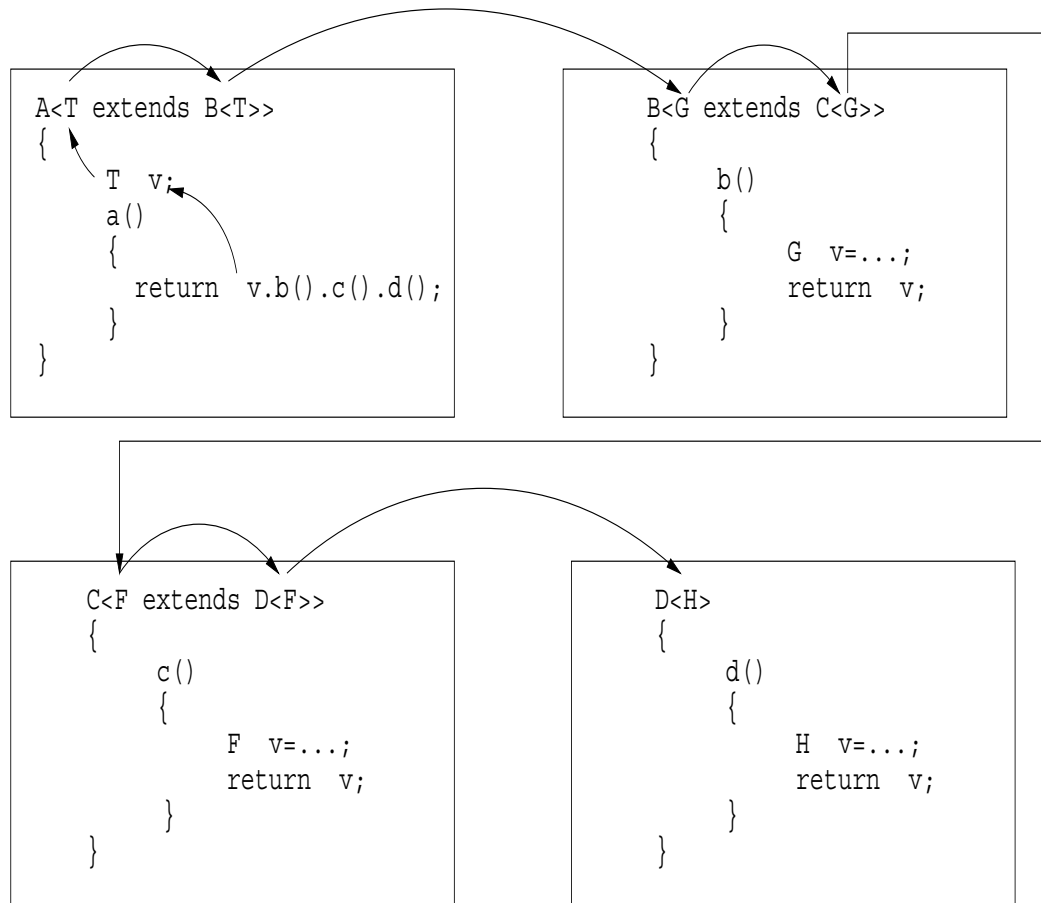 A<T extends B<T>>
{
T v;
a()
{
return v.b().c().d();
}
}
B<G extends C<G>>
{
b()
{
G v=...;
return v;
}
}
C<F extends D<F>>
{
c()
{
F v=...;
return v;
}
}
D<H>
{
d()
{
H v=...;
return v;
}
}